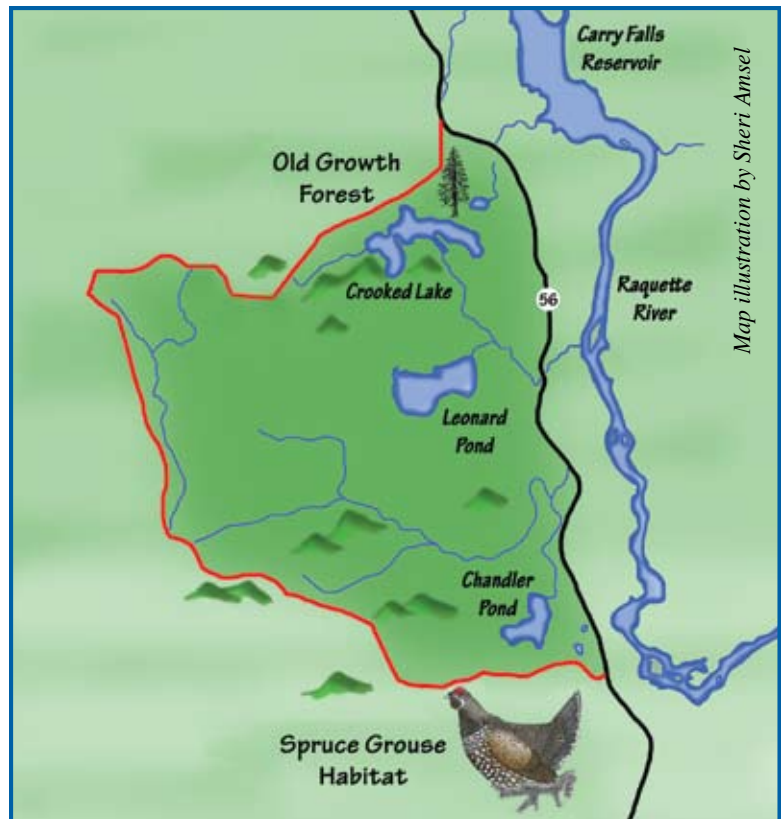 Carry Falls
Reservoir
Map illustration by Sheri Amsel
Old Growth
Forest
Crooked Lake
56
Raquette
River
Leonard
Pond
Chandler
Pond
Spruce Grouse
Habitat